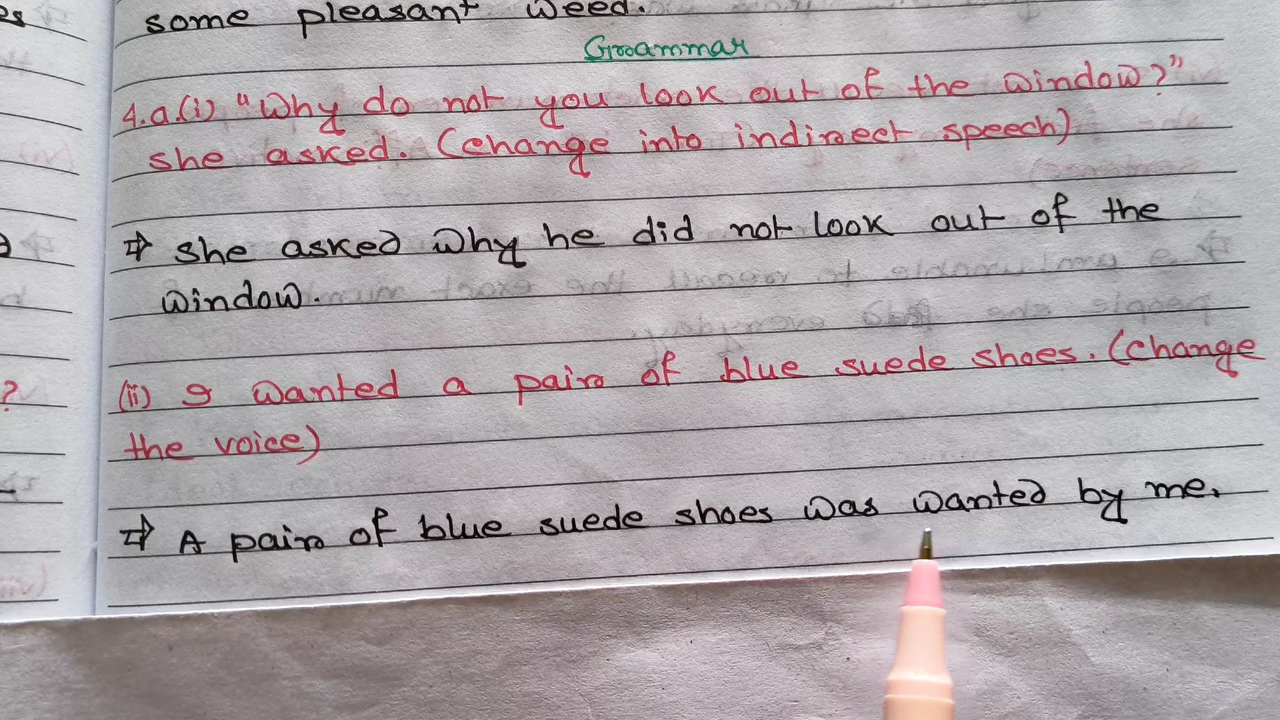 es
some pleasant weed.
Grammar
4.a.(i) "Why do not you look out of the window?"
she asked. (change into indirect speech)
⇒ She asked why he did not look out of the
window.
?
(ii) I wanted a pair of blue suede shoes. (change
the voice)
⇒ A pair of blue suede shoes was wanted by me.